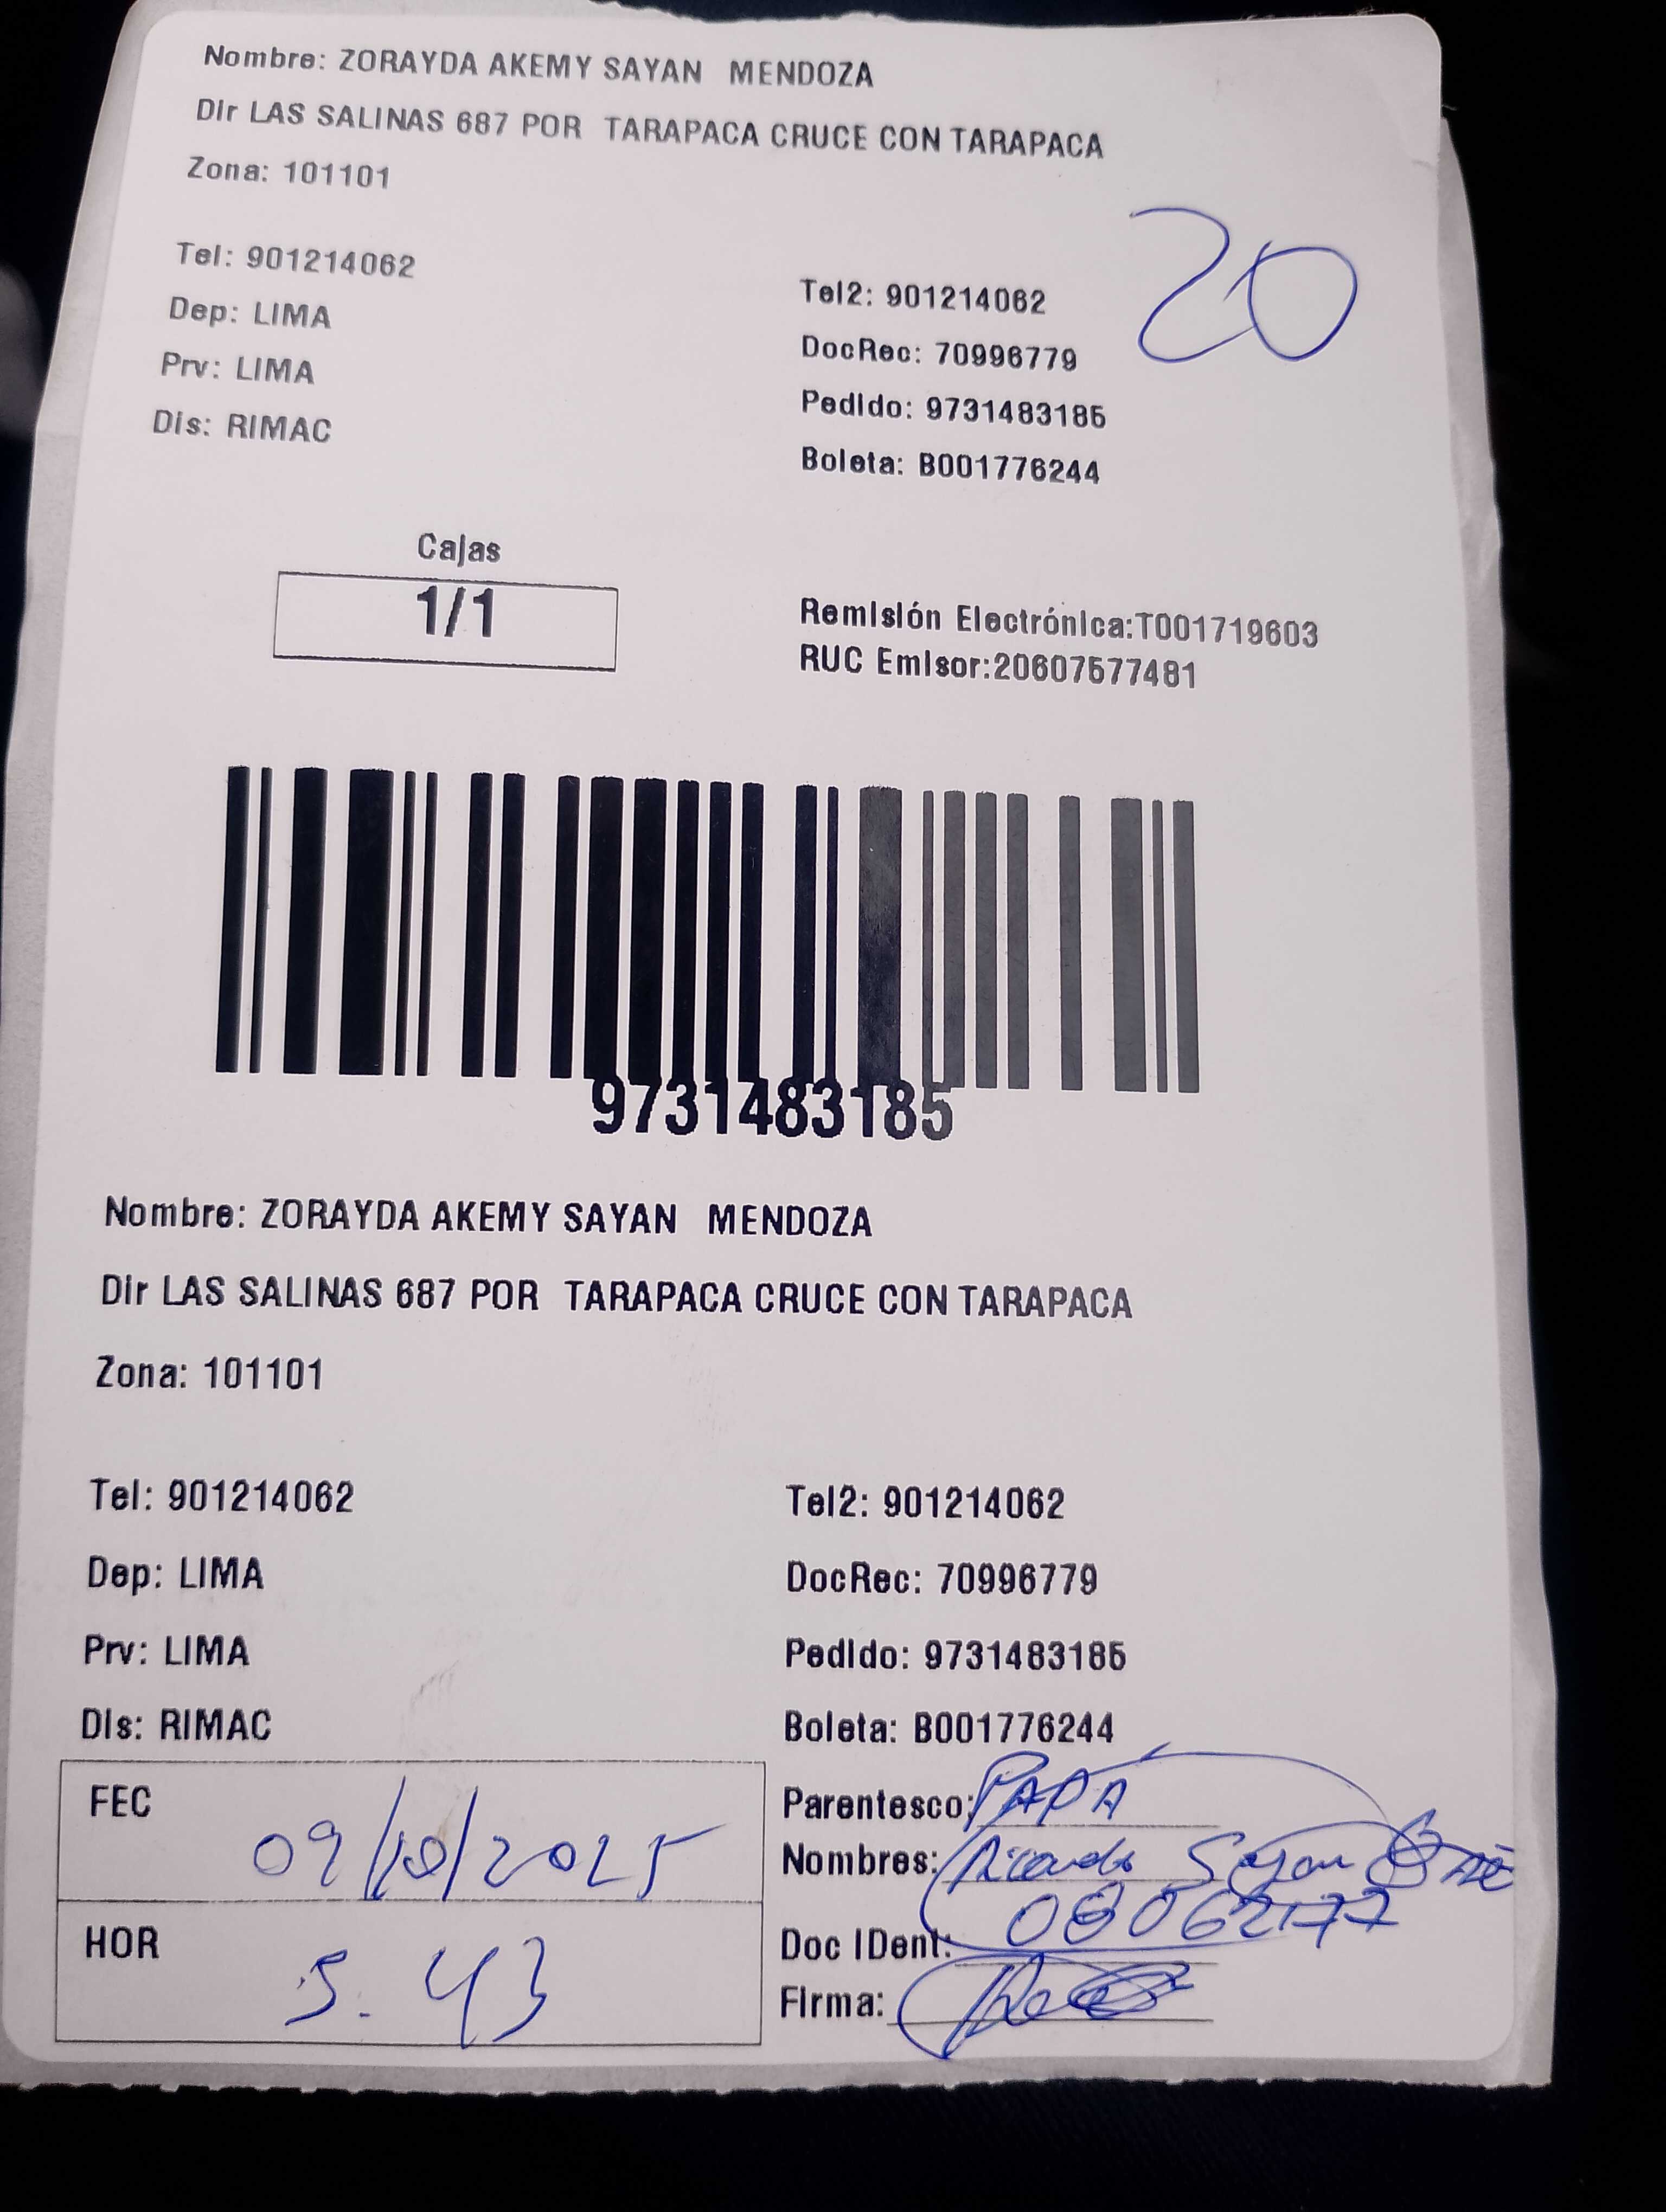 Nombre: ZORAYDA AKEMY SAYAN MENDOZA
Dir LAS SALINAS 687 POR TARAPACA CRUCE CON TARAPACA
Zona: 101101
20
Tel: 901214062
Tel2: 901214062
Dep: LIMA
DocRec: 70996779
Prv: LIMA
Pedido: 9731483185
Dis: RIMAC
Boleta: B001776244
Cajas
1/1
Remisión Electrónica:T001719603
RUC Emisor:20607577481
9731483185
Nombre: ZORAYDA AKEMY SAYAN MENDOZA
Dir LAS SALINAS 687 POR TARAPACA CRUCE CON TARAPACA
Zona: 101101
Tel: 901214062
Tel2: 901214062
Dep: LIMA
DocRec: 70996779
Prv: LIMA
Pedido: 9731483185
Dis: RIMAC
Boleta: B001776244
FEC
09/10/2025
Parentesco: PAPA
Nombres: Ricardo Sayan
HOR
5.43
Doc IDent:
Firma: